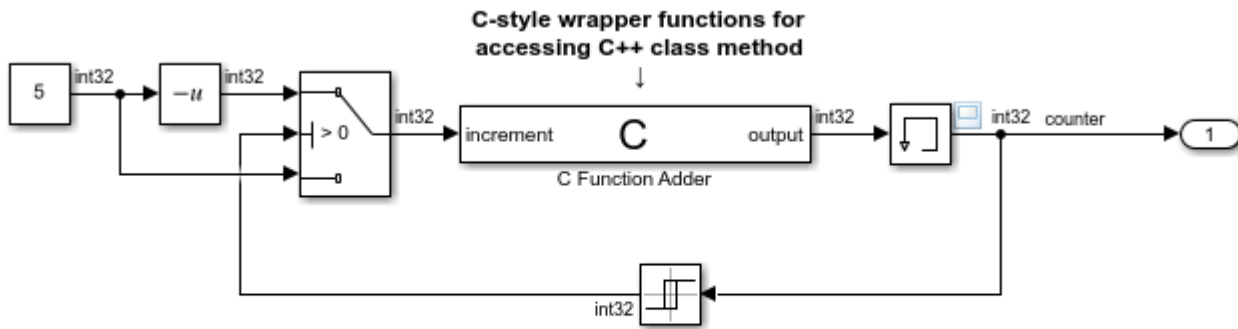 C-style wrapper functions for
accessing C++ class method
↓
5
int32
−u
int32
> 0
int32
increment
C
output
int32
int32
counter
1
C Function Adder
int32